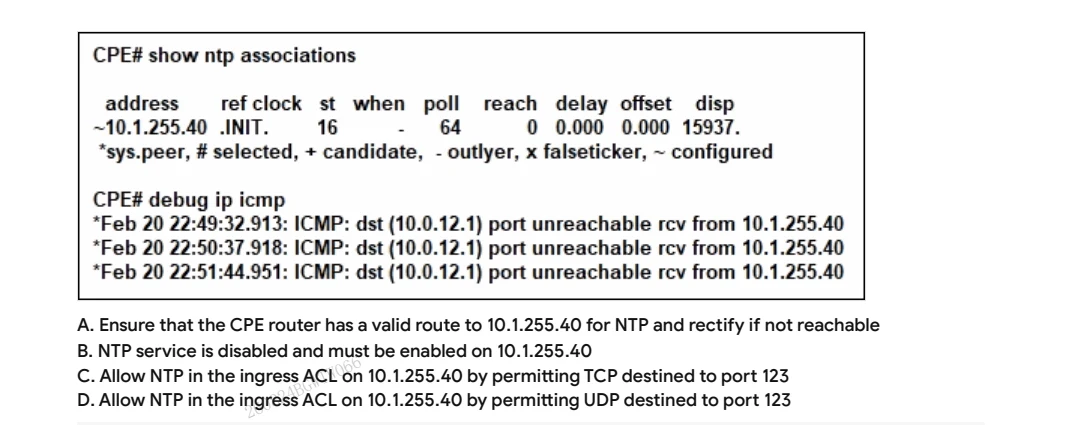 CPE# show ntp associations
address ref clock st when poll reach delay offset disp
~10.1.255.40 .INIT. 16 - 64 0 0.000 0.000 15937.
*sys.peer, # selected, + candidate, - outlyer, x falseticker, ~ configured
CPE# debug ip icmp
*Feb 20 22:49:32.913: ICMP: dst (10.0.12.1) port unreachable rcv from 10.1.255.40
*Feb 20 22:50:37.918: ICMP: dst (10.0.12.1) port unreachable rcv from 10.1.255.40
*Feb 20 22:51:44.951: ICMP: dst (10.0.12.1) port unreachable rcv from 10.1.255.40
A. Ensure that the CPE router has a valid route to 10.1.255.40 for NTP and rectify if not reachable
B. NTP service is disabled and must be enabled on 10.1.255.40
C. Allow NTP in the ingress ACL on 10.1.255.40 by permitting TCP destined to port 123
D. Allow NTP in the ingress ACL on 10.1.255.40 by permitting UDP destined to port 123